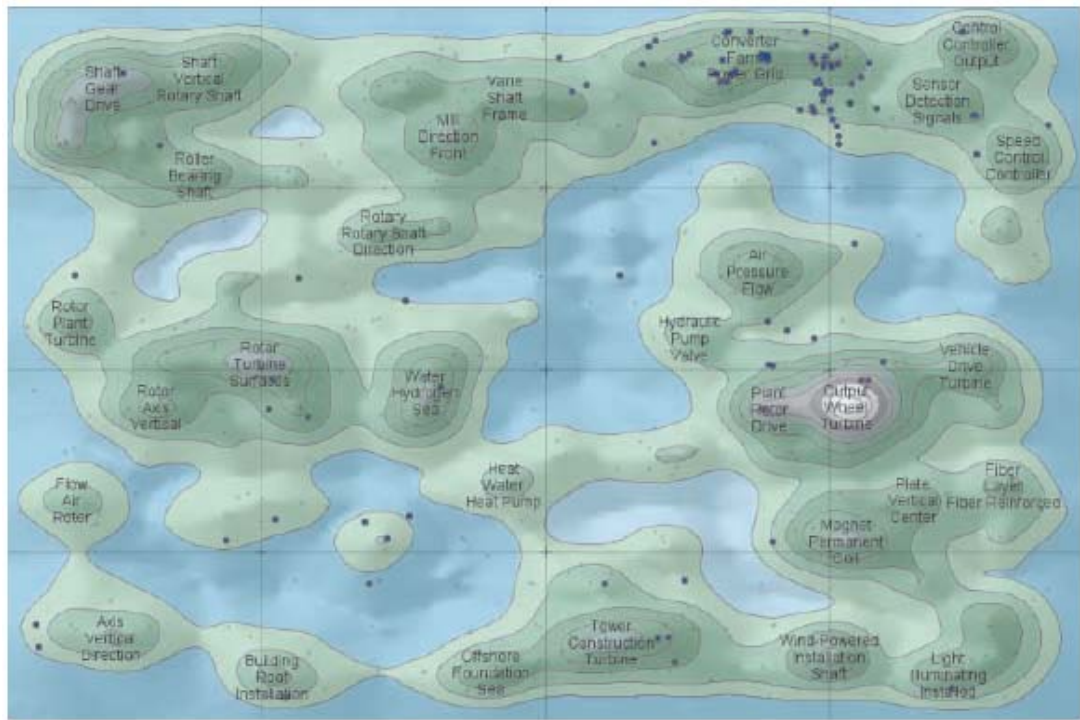 Control
Controller
Output
Converter
Farm
Power Grid
Shaft
Gear
Drive
Shaft
Vertical
Rotary Shaft
Vane
Shaft
Frame
Sensor
Detection
Signals
Mill
Direction
Front
Speed
Control
Controller
Roller
Bearing
Shaft
Rotary
Rotary Shaft
Direction
Air
Pressure
Flow
Rotor
Plant
Turbine
Hydraulic
Pump
Valve
Rotar
Turbine
Surfaces
Vehicle
Drive
Turbine
Water
Hydrogen
Sea
Rotor
Axis
Vertical
Plant
Rotor
Drive
Output
Wheel
Turbine
Heat
Water
Heat Pump
Fiber
Layer
Fiber Reinforced
Flow
Air
Rotor
Plate
Vertical
Center
Magnet
Permanent
Coil
Axis
Vertical
Direction
Tower
Construction
Turbine
Wind-Powered
Installation
Shaft
Building
Roof
Installation
Offshore
Foundation
Sea
Light
Illuminating
Installed